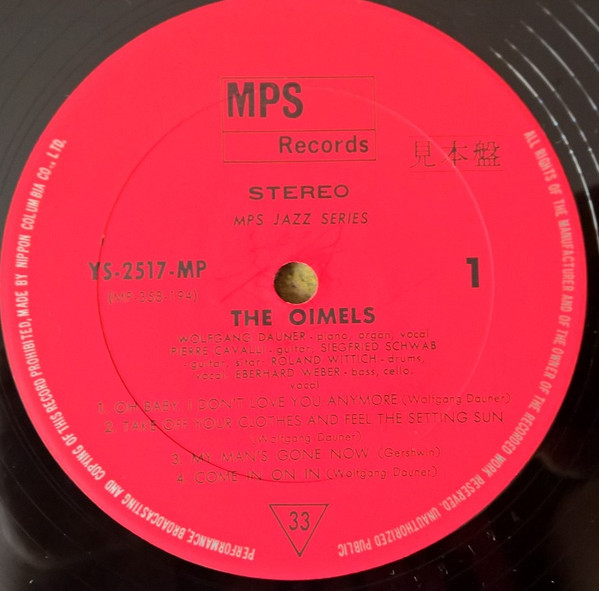 MPS
Records
見本盤
STEREO
MPS JAZZ SERIES
YS-2517-MP
(MP·353·194)
1
THE OIMELS
WOLFGANG DAUNER - piano, organ, vocal
PIERRE CAVALLI - guitar, SIEGFRIED SCHWAB
guitar, sitar, ROLAND WITTICH - drums,
vocal, EBERHARD WEBER - bass, cello,
vocal
1. OH BABY, I DON'T LOVE YOU ANYMORE (Wolfgang Dauner)
2. TAKE OFF YOUR CLOTHES AND FEEL THE SETTING SUN
(Wolfgang Dauner)
3. MY MAN'S GONE NOW (Gershwin)
4. COME IN, ON IN (Wolfgang Dauner)
33
ALL RIGHTS OF THE MANUFACTURER AND OF THE OWNER OF THE RECORDED WORK RESERVED. UNAUTHORIZED PUBLIC
PERFORMANCE, BROADCASTING AND COPYING OF THIS RECORD PROHIBITED, MADE BY NIPPON COLUMBIA CO., LTD.